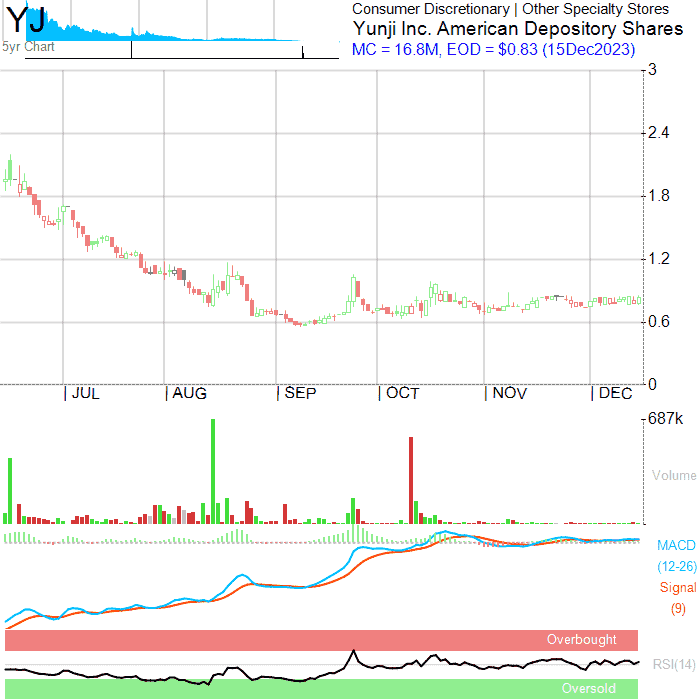 YJ
5yr Chart
Consumer Discretionary | Other Specialty Stores
Yunji Inc. American Depository Shares
MC = 16.8M, EOD = $0.83 (15Dec2023)
3
2.4
1.8
1.2
0.6
0
| JUL | AUG | SEP | OCT | NOV | DEC
687k
Volume
MACD
(12-26)
Signal
(9)
Overbought
RSI(14)
Oversold